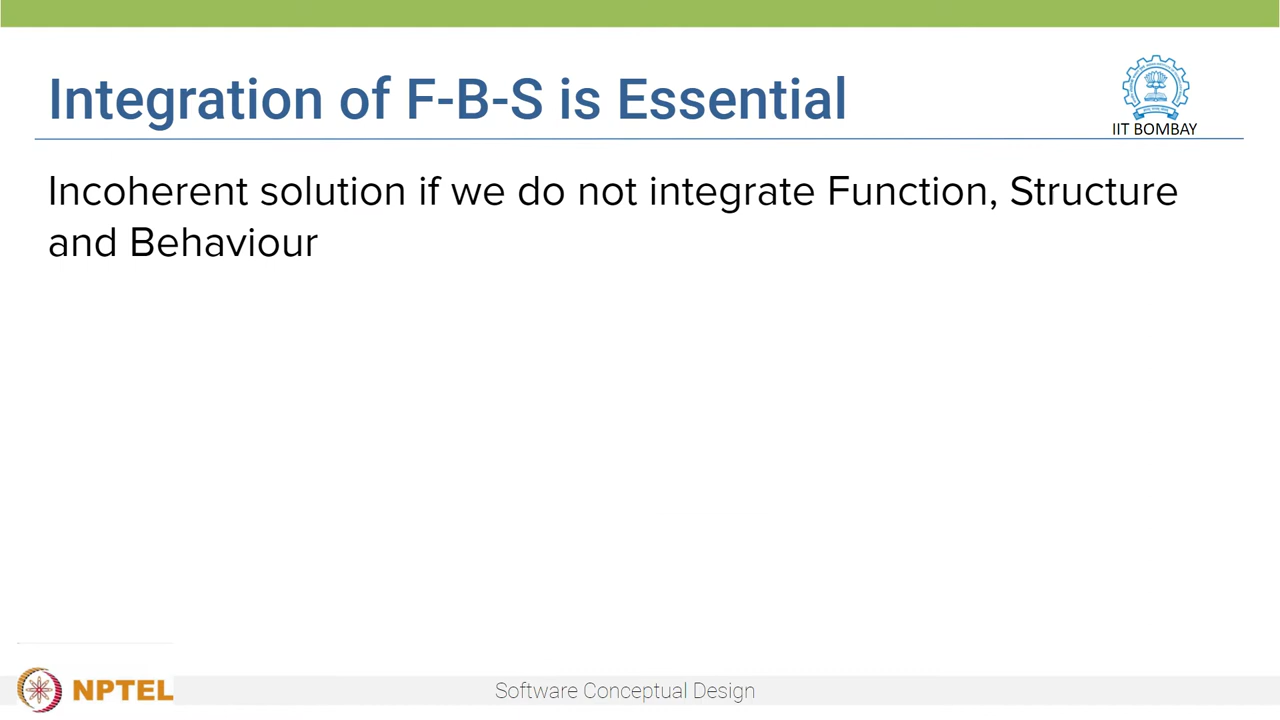 Integration of F-B-S is Essential
IIT BOMBAY
Incoherent solution if we do not integrate Function, Structure
and Behaviour
NPTEL
Software Conceptual Design